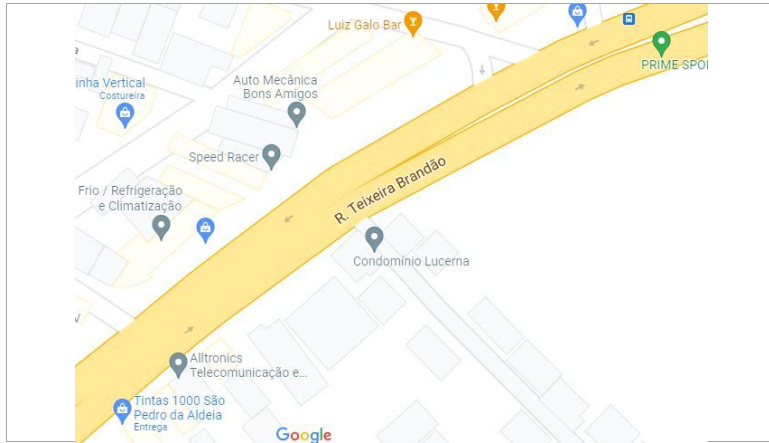 Luiz Galo Bar
PRIME SPO
inha Vertical
Costureira
Auto Mecânica
Bons Amigos
Speed Racer
Frio / Refrigeração
e Climatização
R. Teixeira Brandão
Condomínio Lucerna
Alltronics
Telecomunicação e...
Tintas 1000 São
Pedro da Aldeia
Entrega
Google